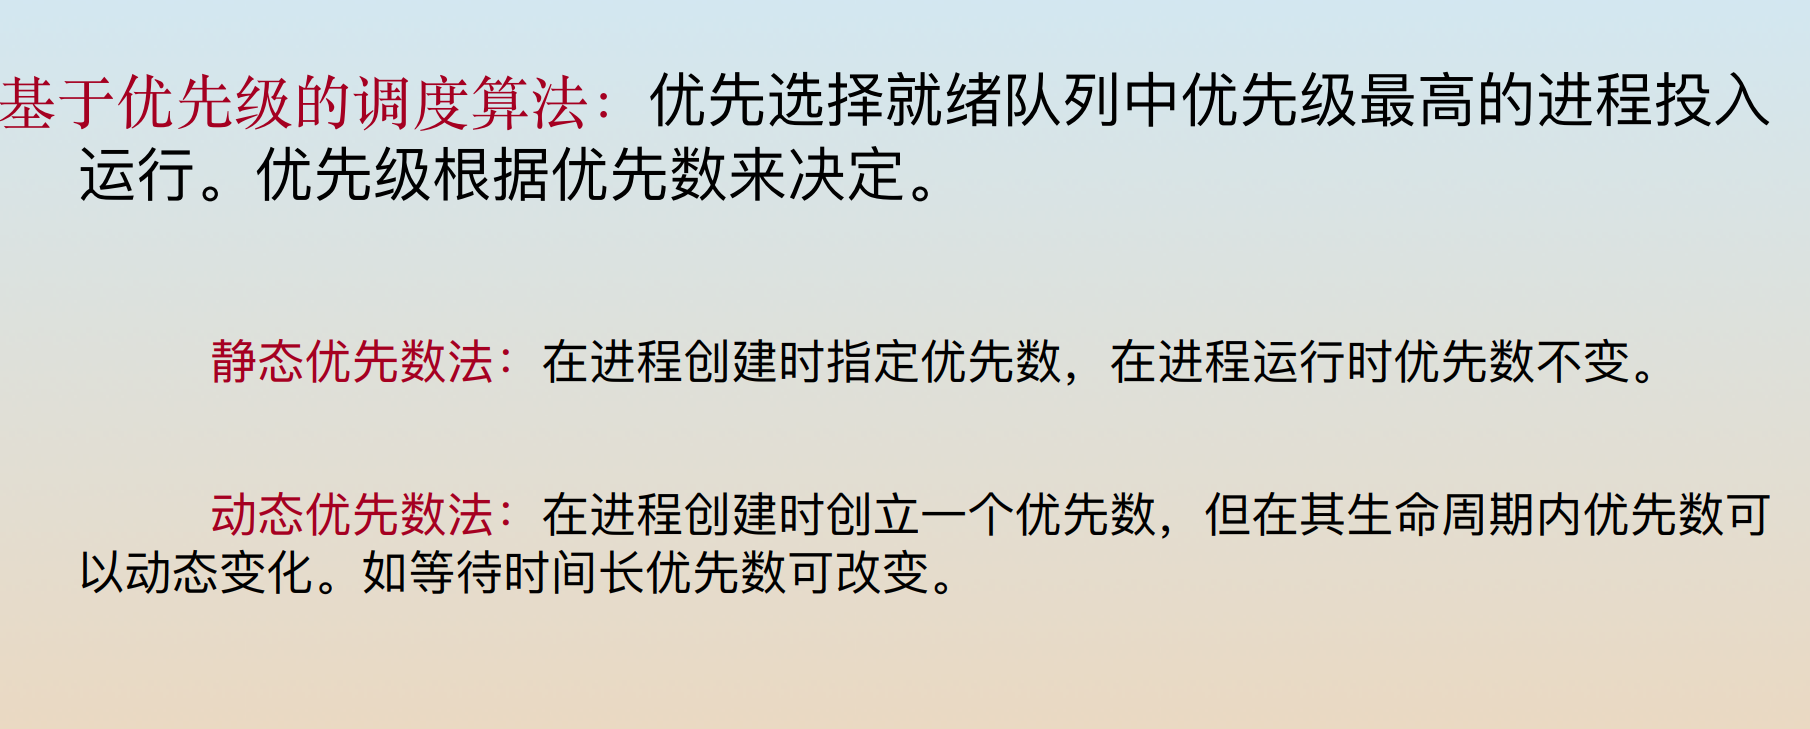 基于优先级的调度算法：优先选择就绪队列中优先级最高的进程投入
运行。优先级根据优先数来决定。
静态优先数法：在进程创建时指定优先数，在进程运行时优先数不变。
动态优先数法：在进程创建时创立一个优先数，但在其生命周期内优先数可
以动态变化。如等待时间长优先数可改变。